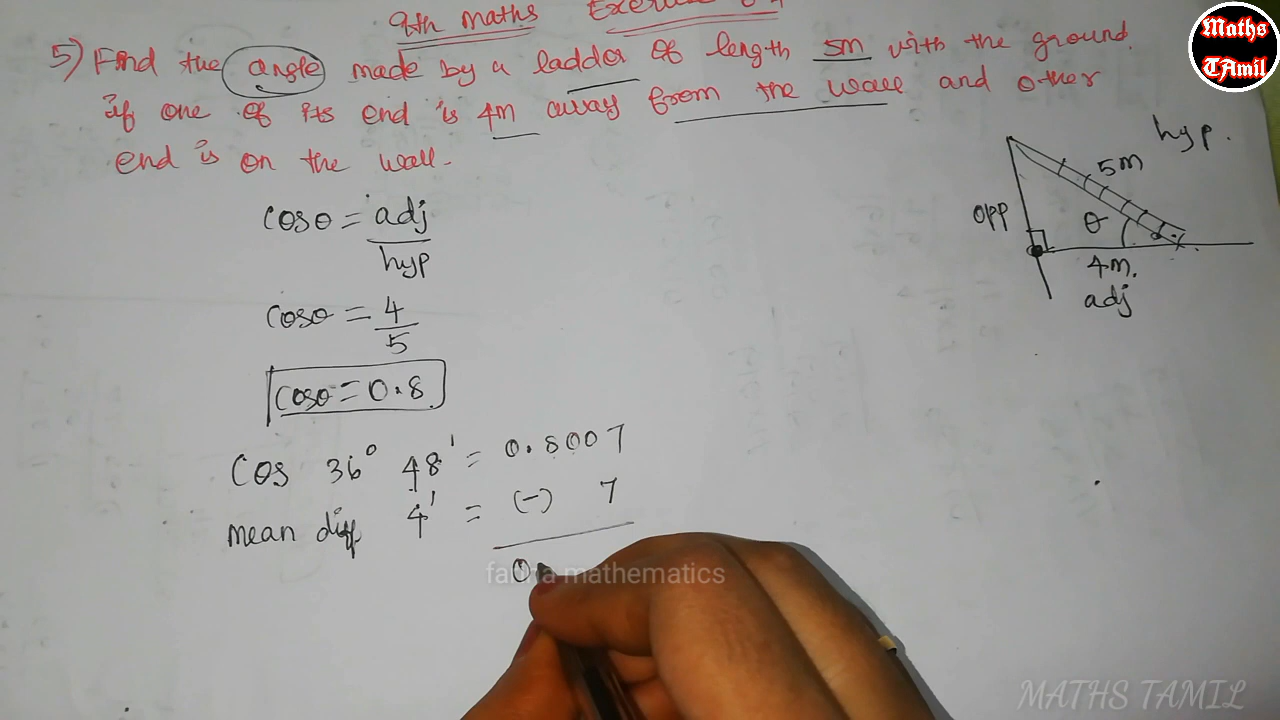 9th maths
5) Find the angle made by a ladder of length 5m with the ground
if one of its end is 4m away from the wall and other
end is on the wall.
cosθ = adj
hyp
cosθ = 4
5
cosθ = 0.8
cos 36° 48' = 0.8007
mean diff 4' = (-) 7
0.
hyp.
5m
opp
θ
4m.
adj
Maths
TAmil
fabiza mathematics
MATHS TAMIL